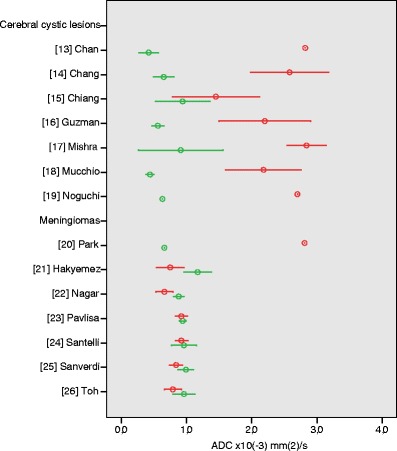 Cerebral cystic lesions
[13] Chan
[14] Chang
[15] Chiang
[16] Guzman
[17] Mishra
[18] Mucchio
[19] Noguchi
Meningiomas
[20] Park
[21] Hakyemez
[22] Nagar
[23] Pavlisa
[24] Santelli
[25] Sanverdi
[26] Toh
0,0 1,0 2,0 3,0 4,0
ADC x10(-3) mm(2)/s